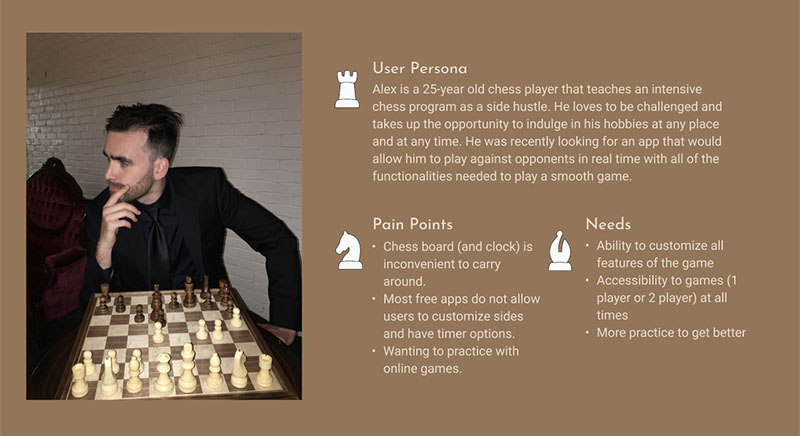 User Persona
Alex is a 25-year old chess player that teaches an intensive
chess program as a side hustle. He loves to be challenged and
takes up the opportunity to indulge in his hobbies at any place
and at any time. He was recently looking for an app that would
allow him to play against opponents in real time with all of the
functionalities needed to play a smooth game.
Pain Points
• Chess board (and clock) is
inconvenient to carry
around.
• Most free apps do not allow
users to customize sides
and have timer options.
• Wanting to practice with
online games.
Needs
• Ability to customize all
features of the game
• Accessibility to games (1
player or 2 player) at all
times
• More practice to get better